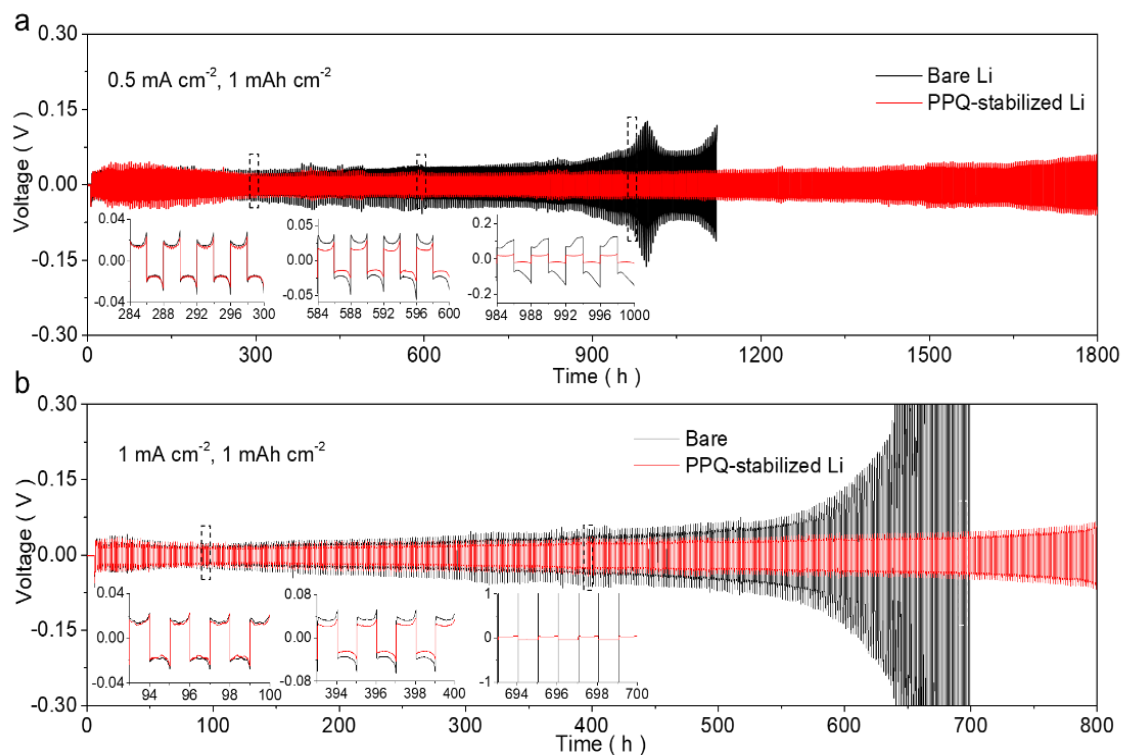 a
0.30
0.15
0.00
-0.15
-0.30
Voltage ( V )
0.5 mA cm⁻², 1 mAh cm⁻²
Bare Li
PPQ-stabilized Li
0.04
0.00
-0.04
284 288 292 296 300
0.05
0.00
-0.05
584 588 592 596 600
0.2
0.0
-0.2
984 988 992 996 1000
0 300 600 900 1200 1500 1800
Time ( h )
b
0.30
0.15
0.00
-0.15
-0.30
Voltage ( V )
1 mA cm⁻², 1 mAh cm⁻²
Bare
PPQ-stabilized Li
0.04
0.00
-0.04
94 96 98 100
0.08
0.00
-0.08
394 396 398 400
1
0
-1
694 696 698 700
0 100 200 300 400 500 600 700 800
Time ( h )